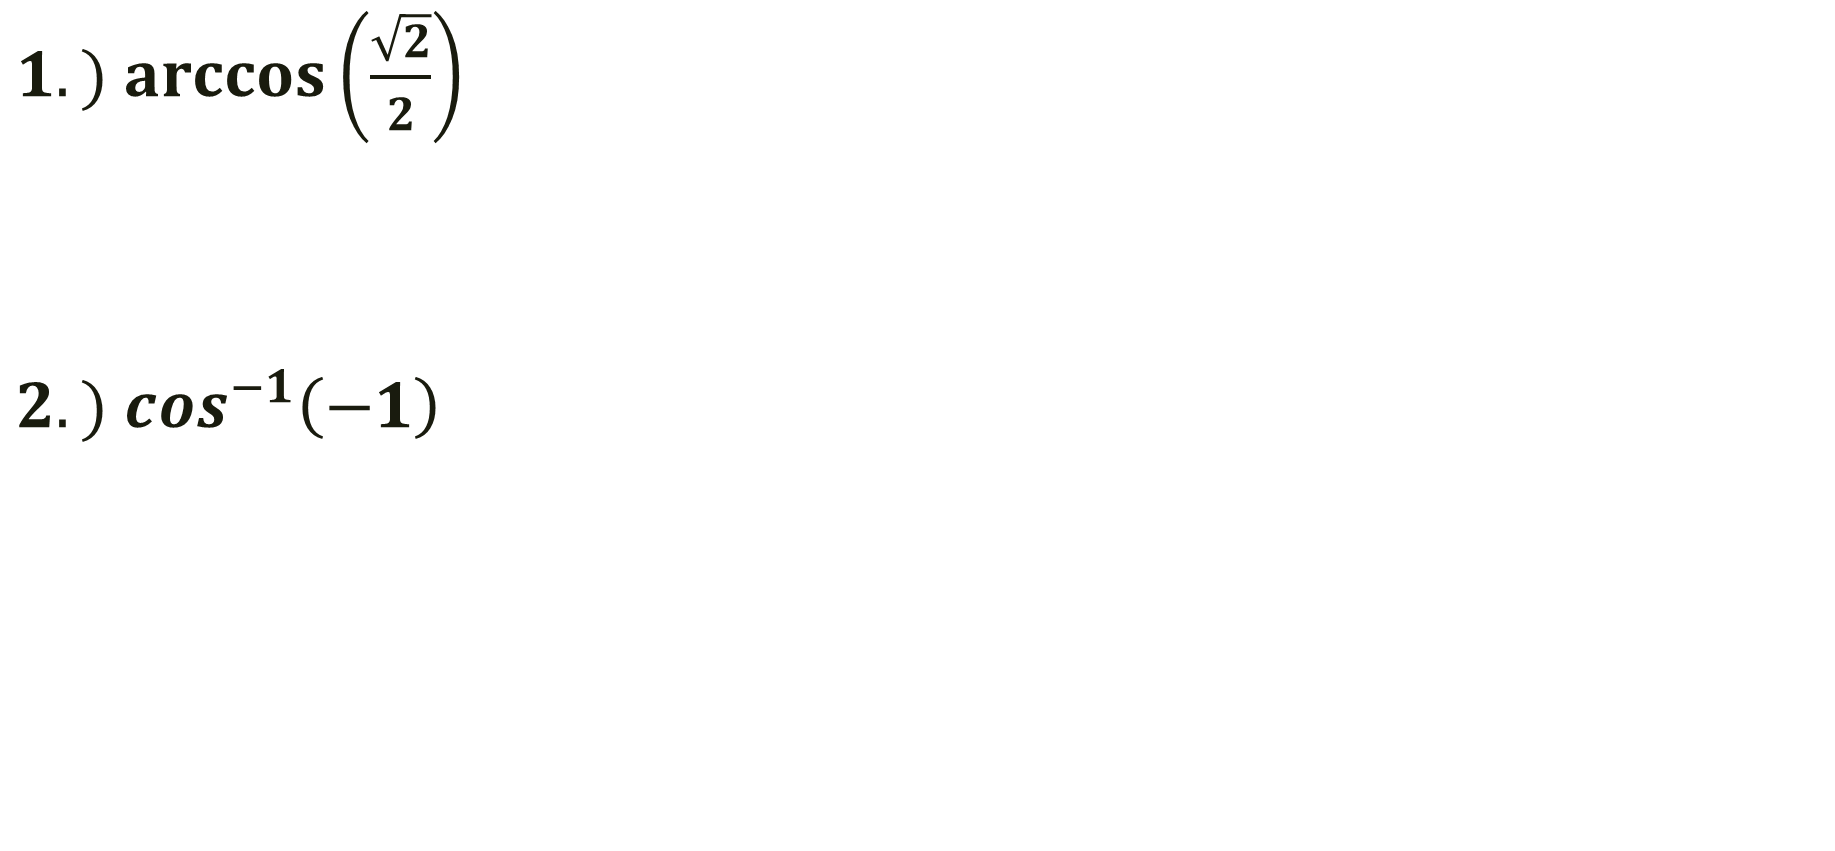 1.) arccos(√2/2)
2.) cos⁻¹(−1)